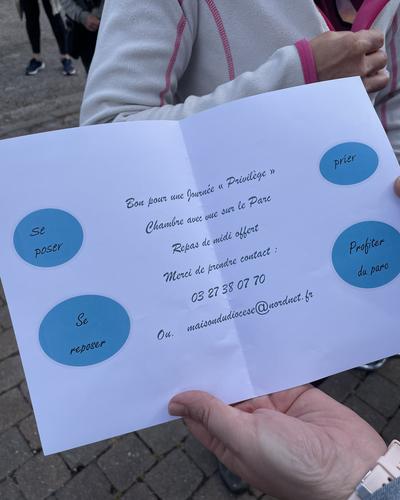 Bon pour une Journée « Privilège »
Chambre avec vue sur le Parc
Repas de midi offert
Merci de prendre contact :
03 27 38 07 70
Ou. maisondudiocese@nordnet.fr
se
poser
Se
reposer
prier
Profiter
du parc